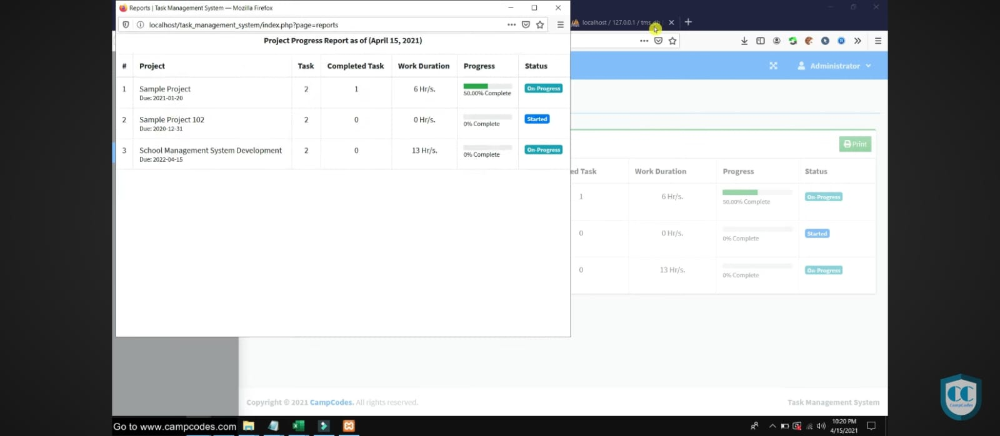 Reports | Task Management System — Mozilla Firefox
localhost/task_management_system/index.php?page=reports
localhost / 127.0.0.1 / tms_db
Administrator
Project Progress Report as of (April 15, 2021)
# Project Task Completed Task Work Duration Progress Status
1 Sample Project 2 1 6 Hr/s. 50.00% Complete On-Progress
Due: 2021-01-20
2 Sample Project 102 2 0 0 Hr/s. 0% Complete Started
Due: 2020-12-31
3 School Management System Development 2 0 13 Hr/s. 0% Complete On-Progress
Due: 2022-04-15
Print
ed Task Work Duration Progress Status
1 6 Hr/s. 50.00% Complete On-Progress
0 0 Hr/s. 0% Complete Started
0 13 Hr/s. 0% Complete On-Progress
Copyright © 2021 CampCodes. All rights reserved. Task Management System
CC
CampCodes
Go to www.campcodes.com
10:20 PM
4/15/2021